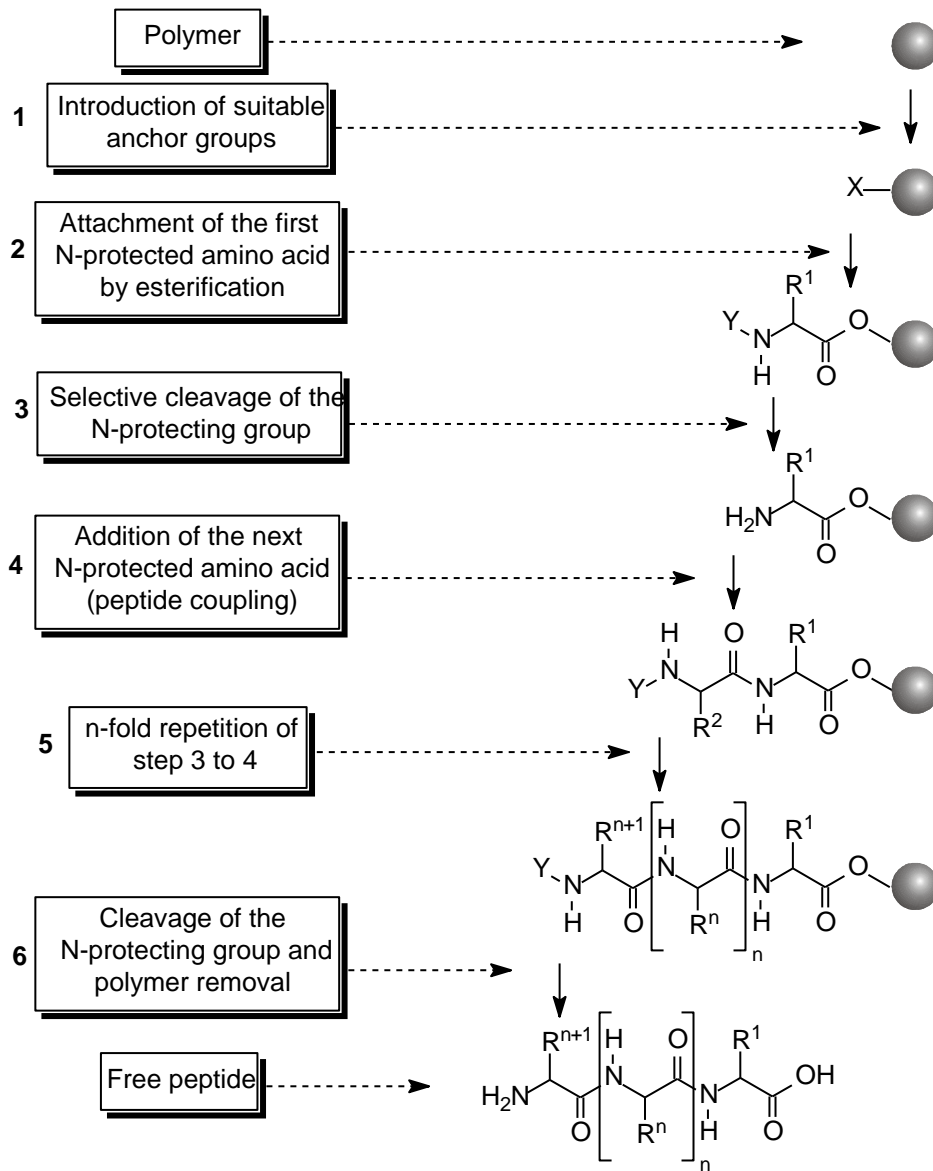 Polymer
1
Introduction of suitable
anchor groups
X
2
Attachment of the first
N-protected amino acid
by esterification
R1
Y
N
H
O
O
3
Selective cleavage of the
N-protecting group
R1
H2N
O
O
4
Addition of the next
N-protected amino acid
(peptide coupling)
H
N
Y
R2
O
N
H
R1
O
O
5
n-fold repetition of
step 3 to 4
Rn+1
Y
N
H
O
H
N
Rn
O
n
N
H
R1
O
O
6
Cleavage of the
N-protecting group and
polymer removal
Free peptide
Rn+1
H2N
O
H
N
Rn
O
n
N
H
R1
O
OH